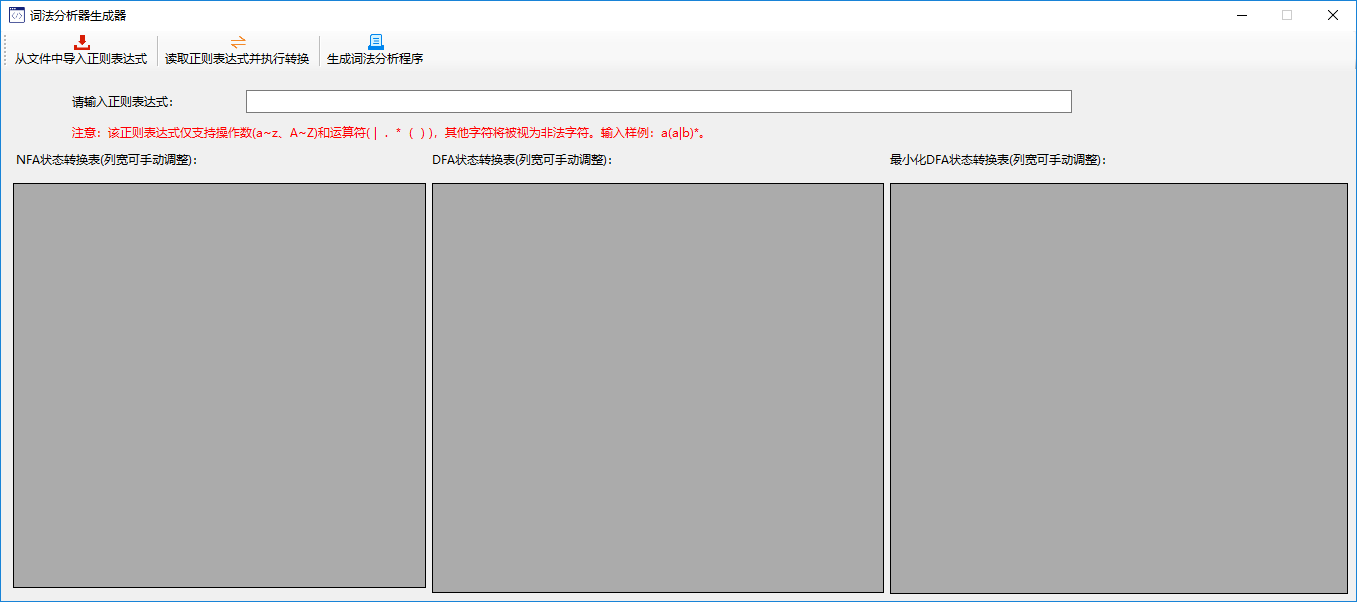 词法分析器生成器
从文件中导入正则表达式 读取正则表达式并执行转换 生成词法分析程序
请输入正则表达式：
注意：该正则表达式仅支持操作数(a~z、A~Z)和运算符( | . * ( ) )，其他字符将被视为非法字符。输入样例：a(a|b)*。
NFA状态转换表(列宽可手动调整)： DFA状态转换表(列宽可手动调整)： 最小化DFA状态转换表(列宽可手动调整)：